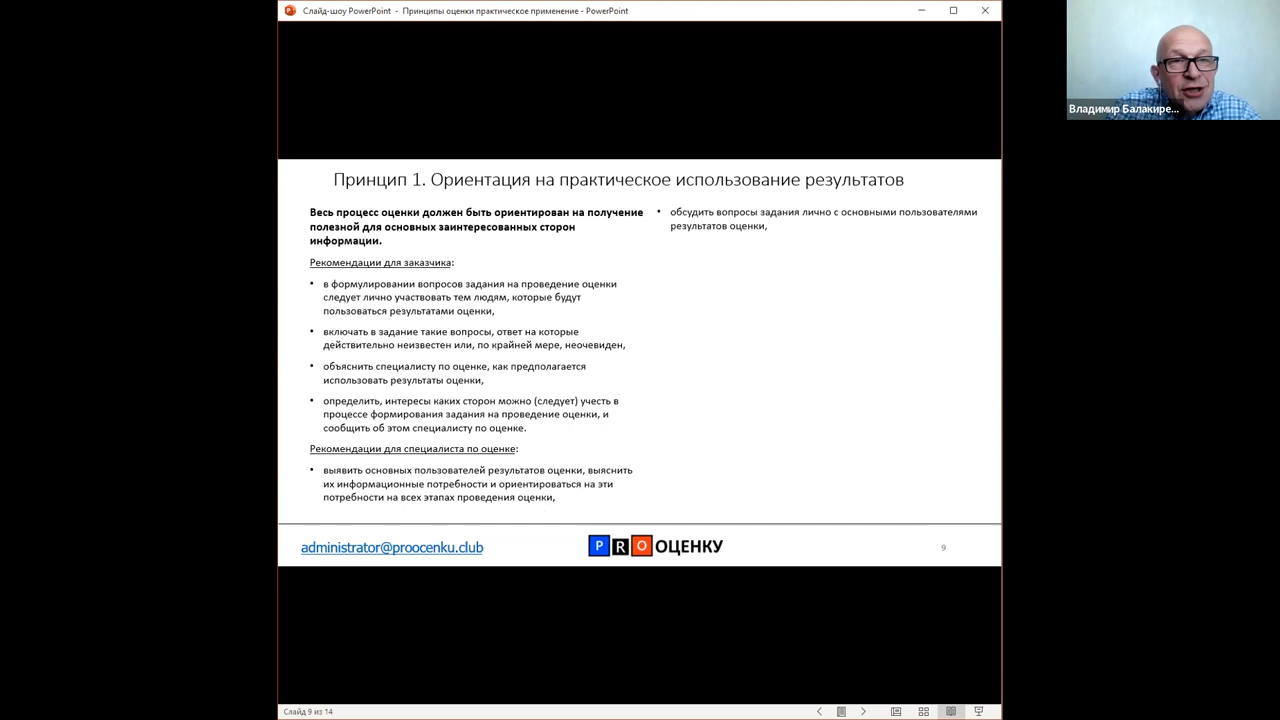 Слайд-шоу PowerPoint - Принципы оценки практическое применение - PowerPoint
Владимир Балакире...
Принцип 1. Ориентация на практическое использование результатов
Весь процесс оценки должен быть ориентирован на получение
полезной для основных заинтересованных сторон
информации.
Рекомендации для заказчика:
• в формулировании вопросов задания на проведение оценки
следует лично участвовать тем людям, которые будут
пользоваться результатами оценки,
• включать в задание такие вопросы, ответ на которые
действительно неизвестен или, по крайней мере, неочевиден,
• объяснить специалисту по оценке, как предполагается
использовать результаты оценки,
• определить, интересы каких сторон можно (следует) учесть в
процессе формирования задания на проведение оценки, и
сообщить об этом специалисту по оценке.
Рекомендации для специалиста по оценке:
• выявить основных пользователей результатов оценки, выяснить
их информационные потребности и ориентироваться на эти
потребности на всех этапах проведения оценки,
• обсудить вопросы задания лично с основными пользователями
результатов оценки,
administrator@proocenku.club
PRO ОЦЕНКУ
9
Слайд 9 из 14